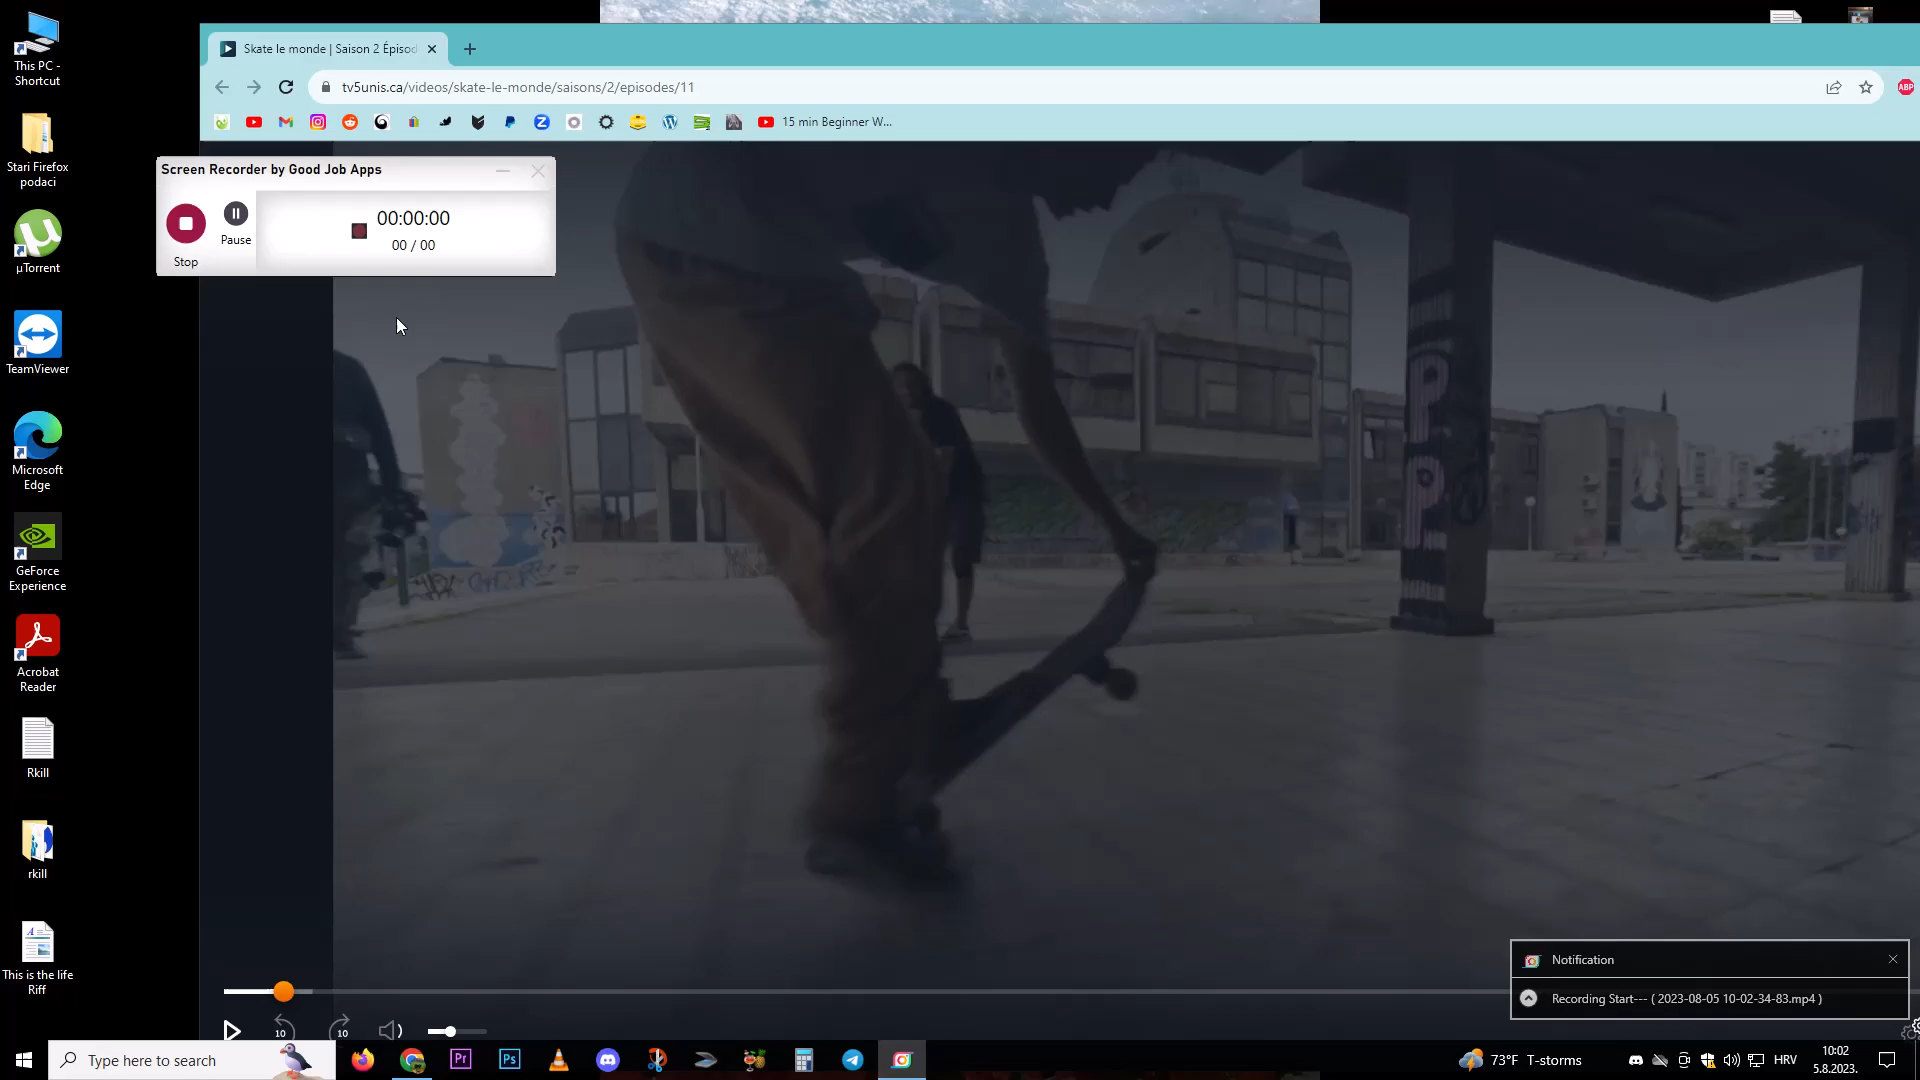 This PC -
Shortcut
Stari Firefox
podaci
µTorrent
TeamViewer
Microsoft
Edge
GeForce
Experience
Acrobat
Reader
Rkill
rkill
This is the life
Riff
Skate le monde | Saison 2 Épisod
tv5unis.ca/videos/skate-le-monde/saisons/2/episodes/11
ABP
15 min Beginner W...
Screen Recorder by Good Job Apps
Stop
Pause
00:00:00
00 / 00
Notification
Recording Start--- ( 2023-08-05 10-02-34-83.mp4 )
10
10
Type here to search
Pr
Ps
73°F T-storms
HRV
10:02
5.8.2023.